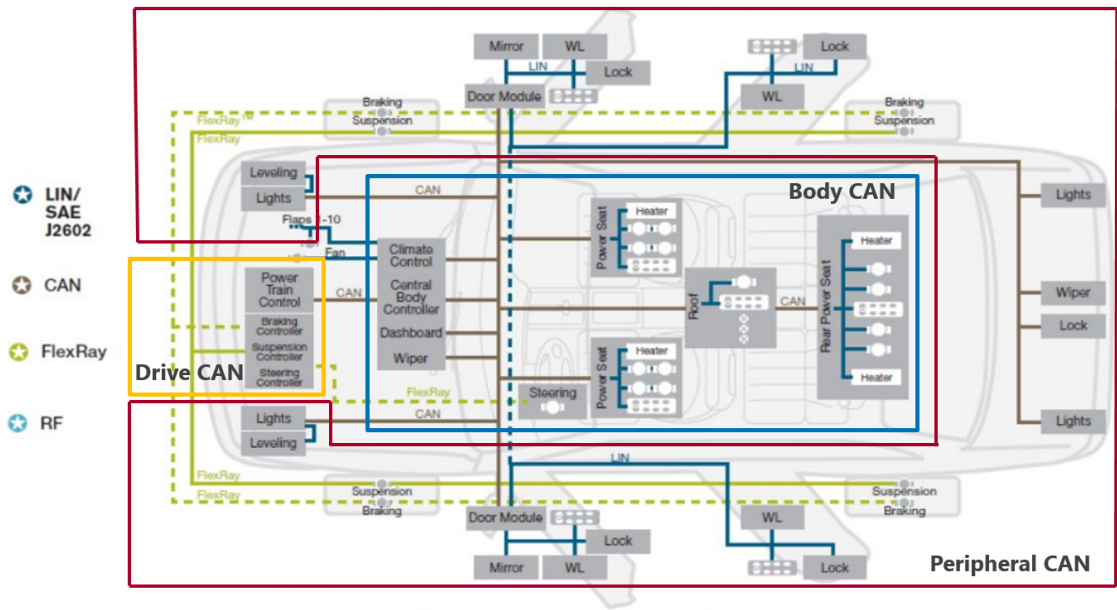 Mirror
WL
Lock
LIN
Lock
LIN
WL
Door Module
Braking
Suspension
FlexRay™
FlexRay
Braking
Suspension
Leveling
Lights
CAN
Flaps 1-10
Fan
LIN/
SAE
J2602
CAN
FlexRay
RF
Body CAN
Climate
Control
Central
Body
Controller
Dashboard
Wiper
Power
Train
Control
CAN
Braking
Controller
Suspension
Controller
Steering
Controller
Drive CAN
Power Seat
Heater
Roof
CAN
Rear Power Seat
Heater
Heater
Power Seat
Heater
Steering
FlexRay
Lights
Wiper
Lock
Lights
CAN
Lights
Leveling
LIN
FlexRay
FlexRay
Suspension
Braking
Suspension
Braking
Door Module
Lock
Mirror
WL
WL
Lock
Peripheral CAN